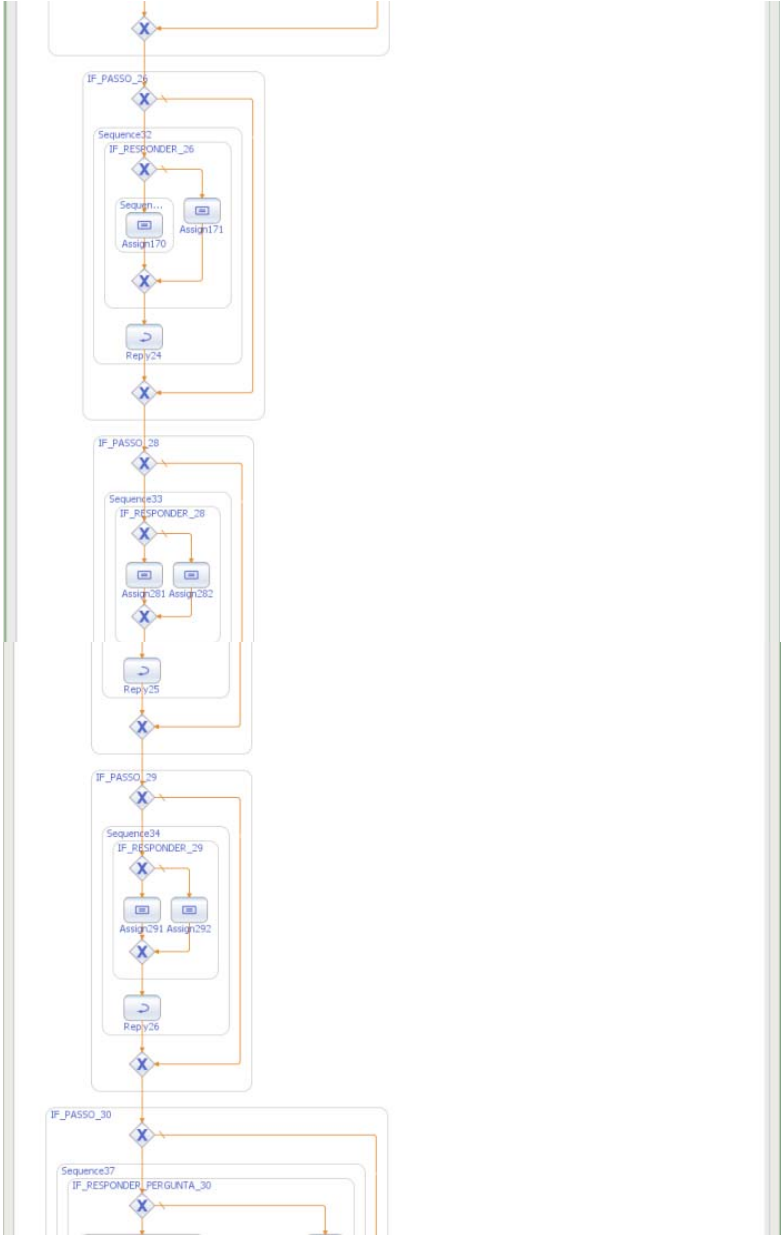 IF_PASSO_26
Sequence32
IF_RESPONDER_26
Sequen...
Assign171
Assign170
Reply24
IF_PASSO_28
Sequence33
IF_RESPONDER_28
Assign281 Assign282
Reply25
IF_PASSO_29
Sequence34
IF_RESPONDER_29
Assign291 Assign292
Reply26
IF_PASSO_30
Sequence37
IF_RESPONDER_PERGUNTA_30